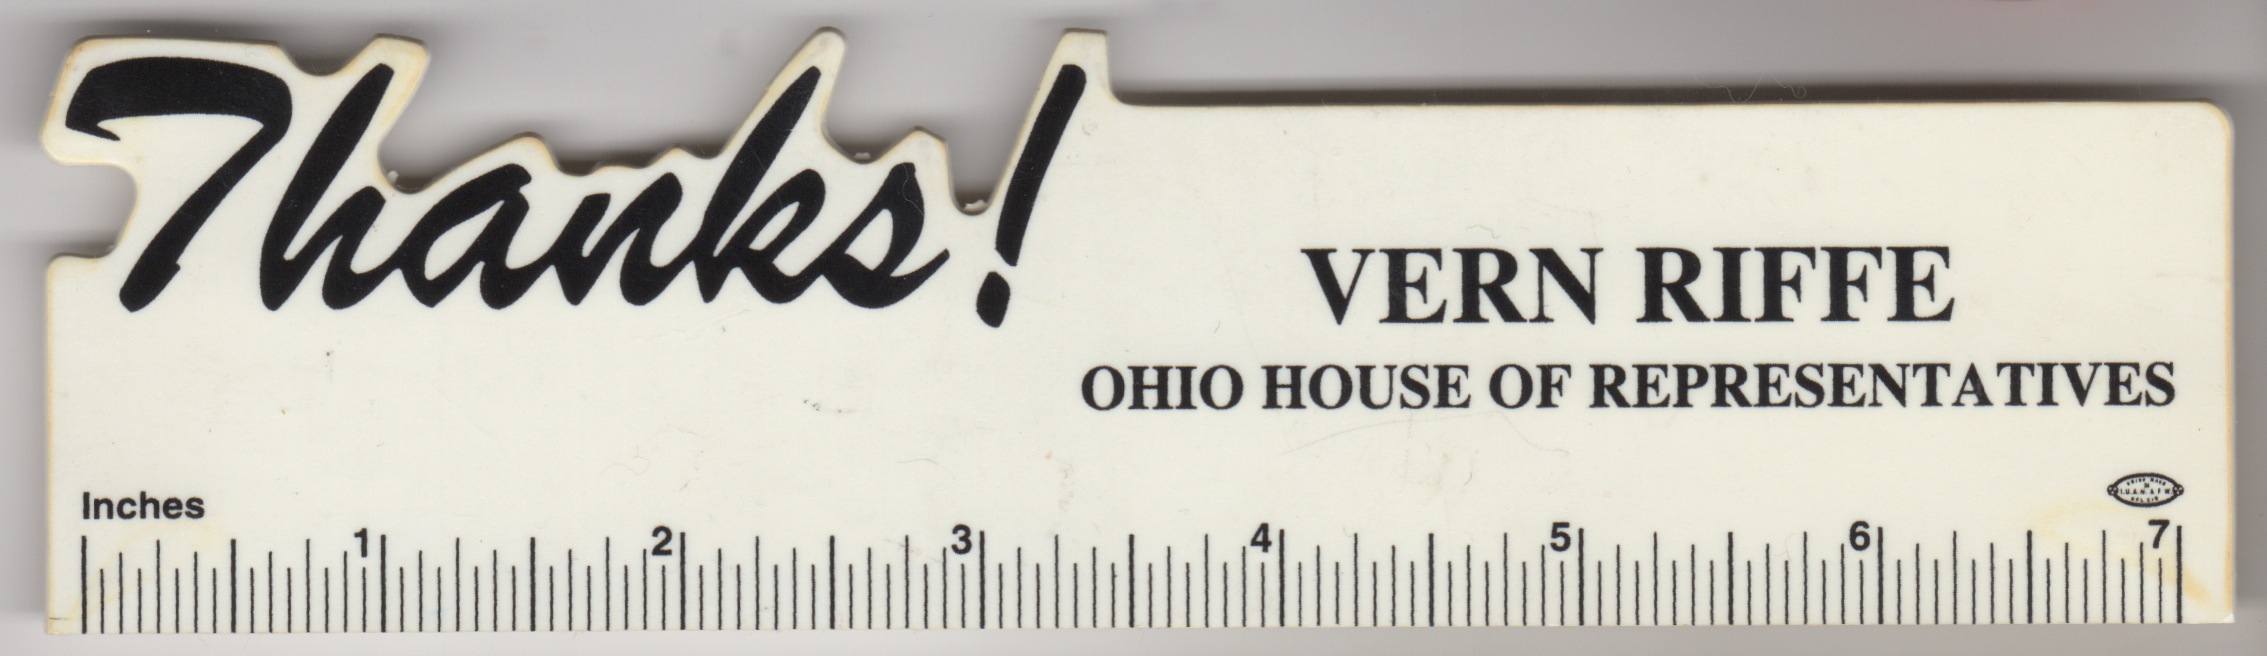 Thanks!
VERN RIFFE
OHIO HOUSE OF REPRESENTATIVES
Inches
1 2 3 4 5 6 7